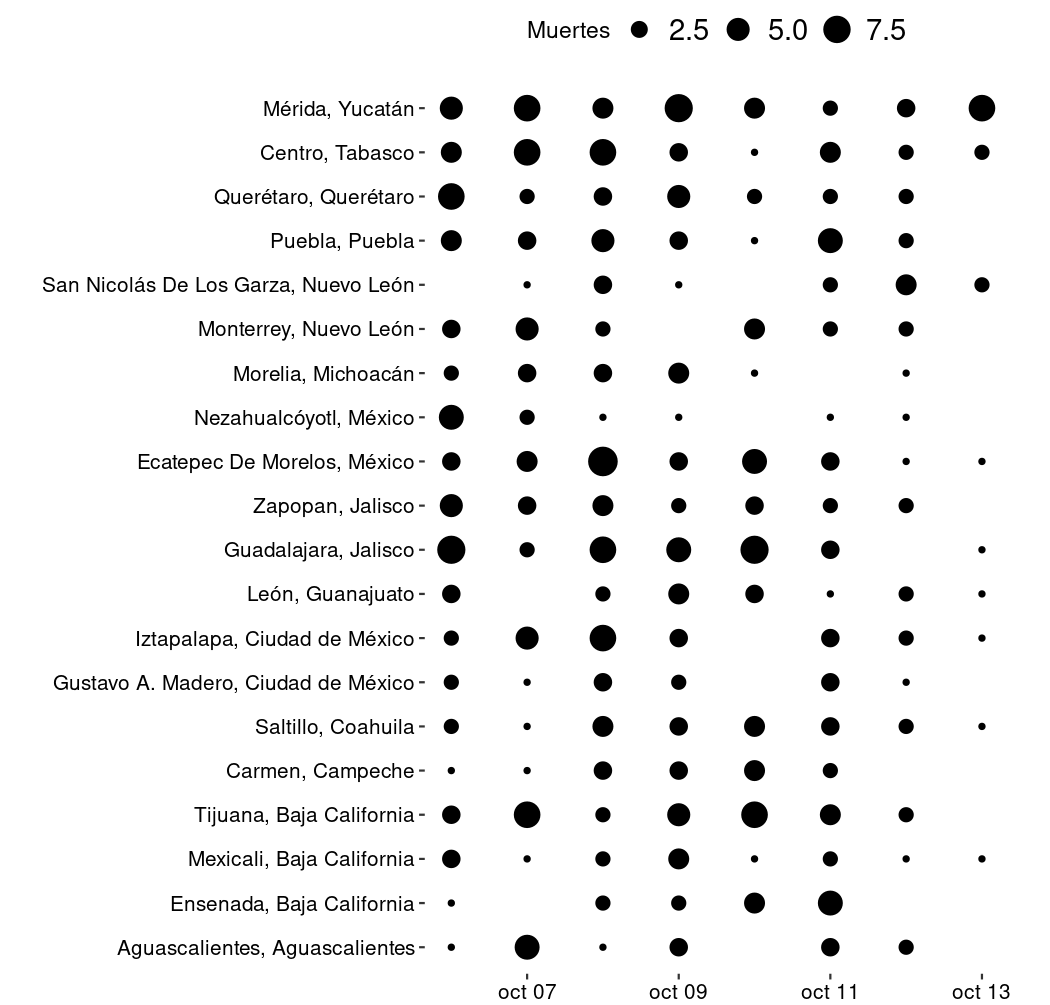 Muertes 2.5 5.0 7.5
Mérida, Yucatán
Centro, Tabasco
Querétaro, Querétaro
Puebla, Puebla
San Nicolás De Los Garza, Nuevo León
Monterrey, Nuevo León
Morelia, Michoacán
Nezahualcóyotl, México
Ecatepec De Morelos, México
Zapopan, Jalisco
Guadalajara, Jalisco
León, Guanajuato
Iztapalapa, Ciudad de México
Gustavo A. Madero, Ciudad de México
Saltillo, Coahuila
Carmen, Campeche
Tijuana, Baja California
Mexicali, Baja California
Ensenada, Baja California
Aguascalientes, Aguascalientes
oct 07 oct 09 oct 11 oct 13